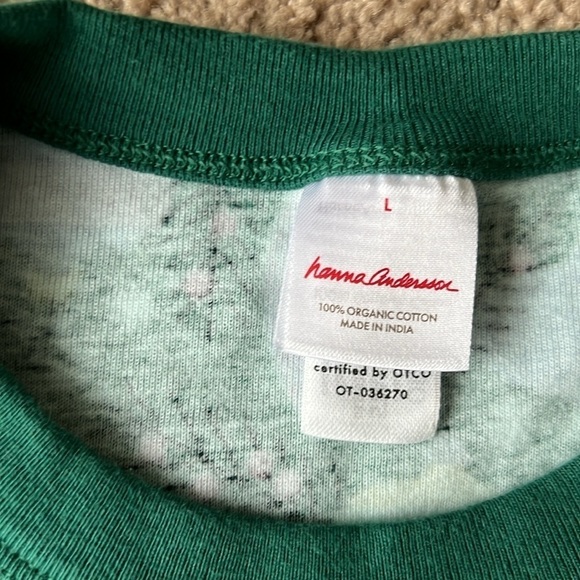 L
hanna Andersson
100% ORGANIC COTTON
MADE IN INDIA
certified by OTCO
OT-036270